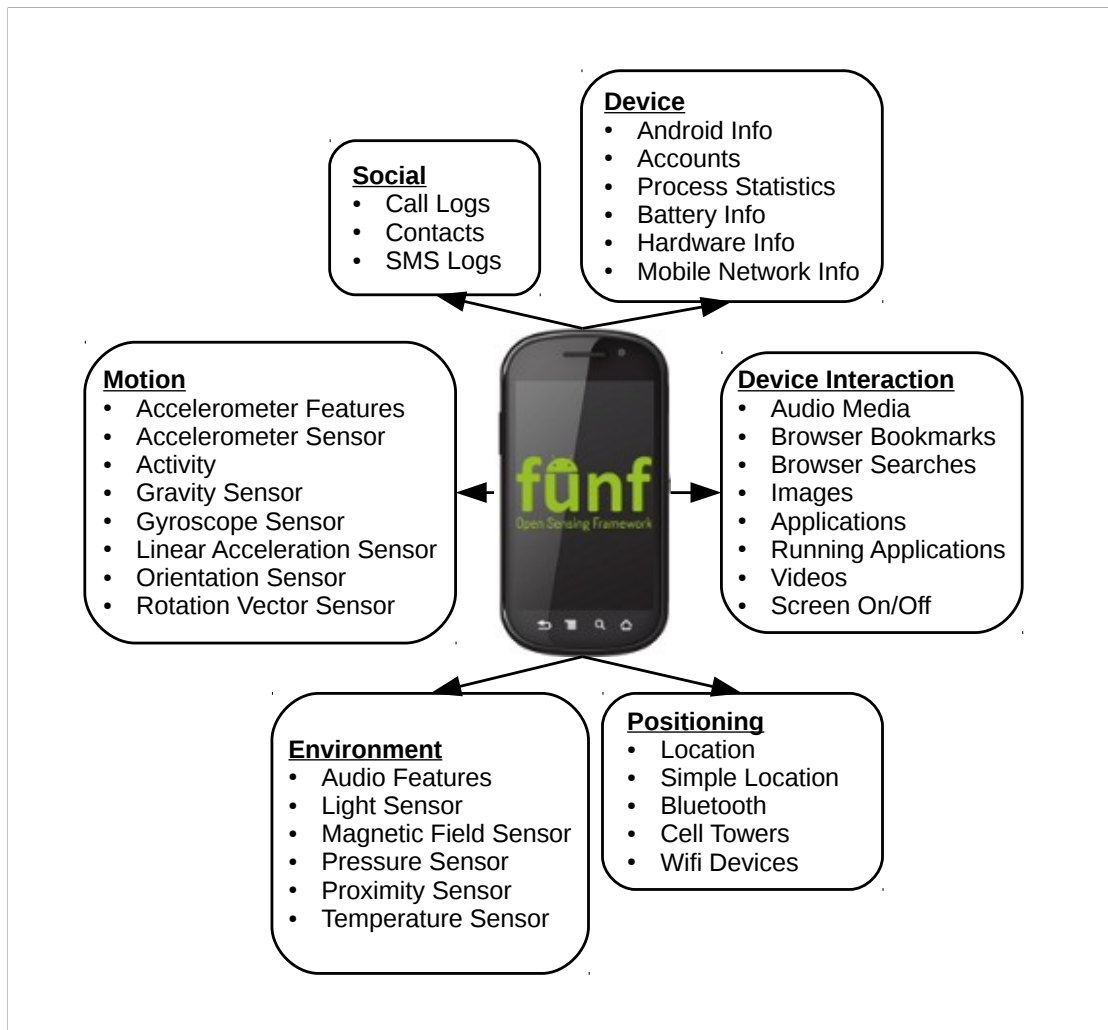 Device
• Android Info
• Accounts
• Process Statistics
• Battery Info
• Hardware Info
• Mobile Network Info
Social
• Call Logs
• Contacts
• SMS Logs
Motion
• Accelerometer Features
• Accelerometer Sensor
• Activity
• Gravity Sensor
• Gyroscope Sensor
• Linear Acceleration Sensor
• Orientation Sensor
• Rotation Vector Sensor
funf
Open Sensing Framework
Device Interaction
• Audio Media
• Browser Bookmarks
• Browser Searches
• Images
• Applications
• Running Applications
• Videos
• Screen On/Off
Environment
• Audio Features
• Light Sensor
• Magnetic Field Sensor
• Pressure Sensor
• Proximity Sensor
• Temperature Sensor
Positioning
• Location
• Simple Location
• Bluetooth
• Cell Towers
• Wifi Devices